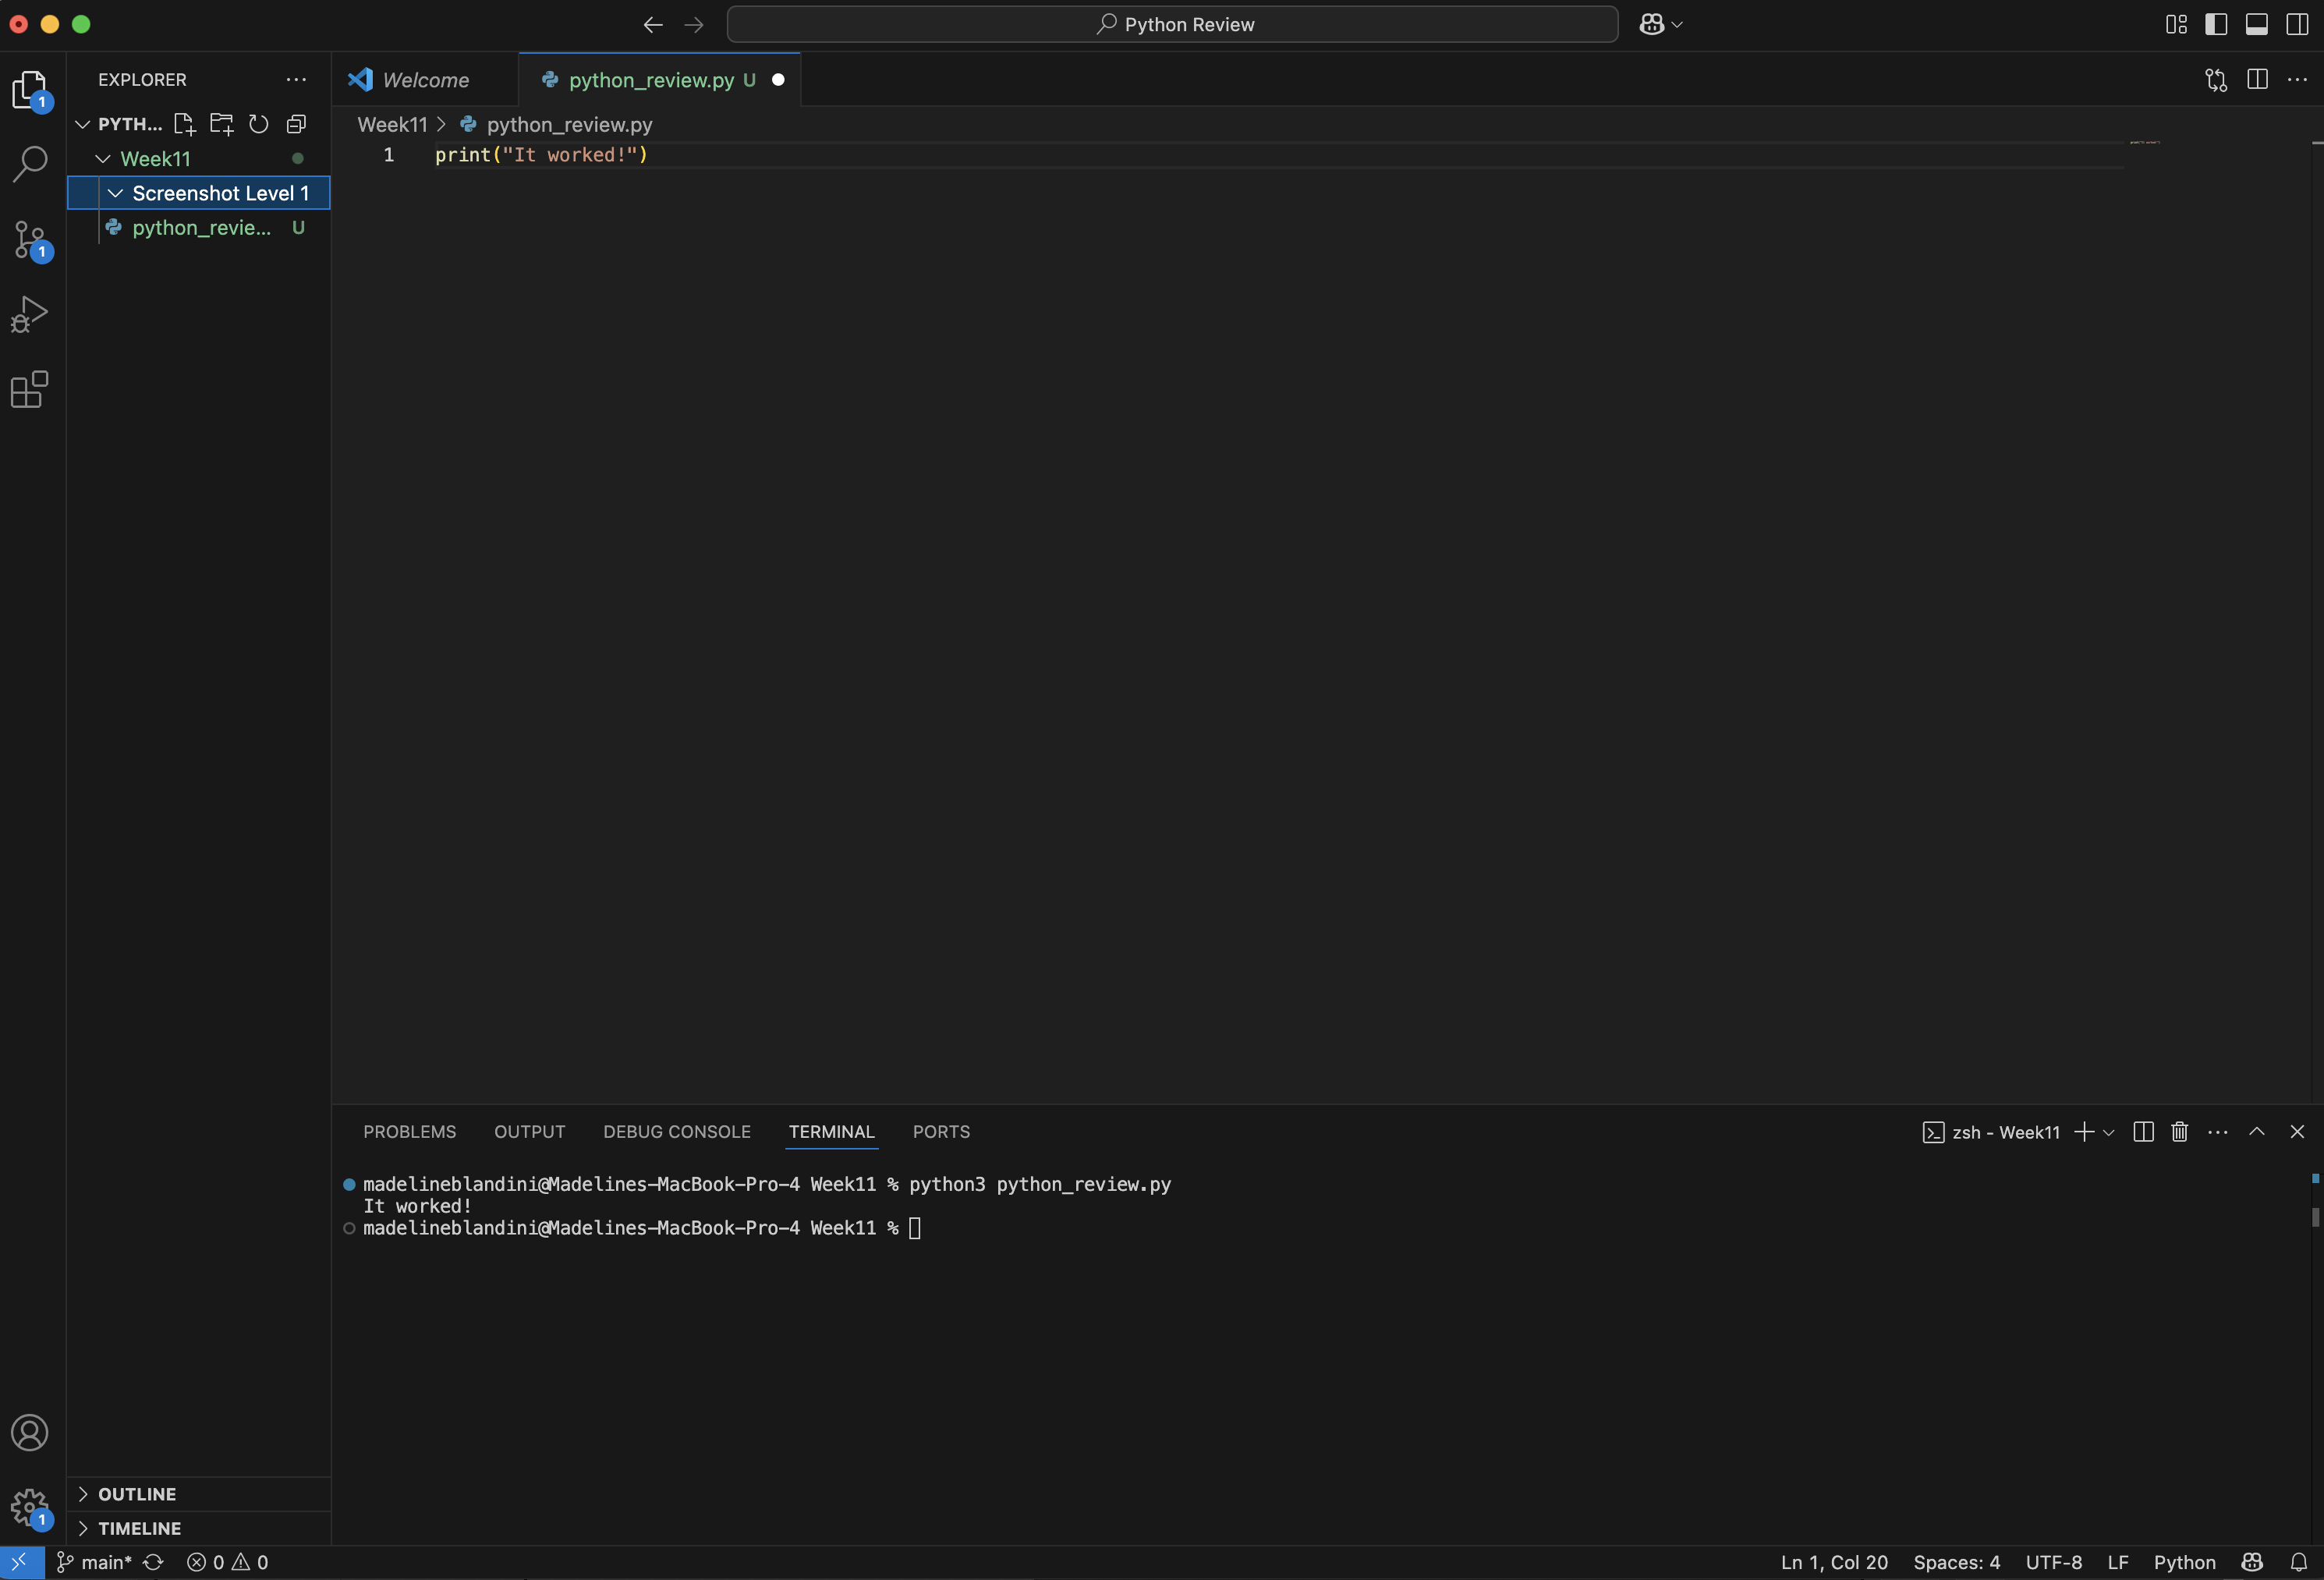 Python Review
EXPLORER
PYTH...
Week11
Screenshot Level 1
python_revie... U
Welcome
python_review.py U
Week11 > python_review.py
1 print("It worked!")
PROBLEMS OUTPUT DEBUG CONSOLE TERMINAL PORTS
zsh - Week11
madelineblandini@Madelines-MacBook-Pro-4 Week11 % python3 python_review.py
It worked!
madelineblandini@Madelines-MacBook-Pro-4 Week11 %
1
1
1
OUTLINE
TIMELINE
main* 0 0
Ln 1, Col 20 Spaces: 4 UTF-8 LF Python